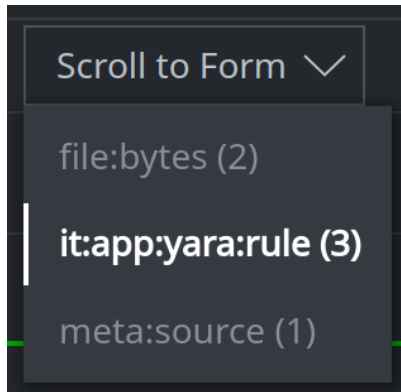 Scroll to Form
file:bytes (2)
it:app:yara:rule (3)
meta:source (1)